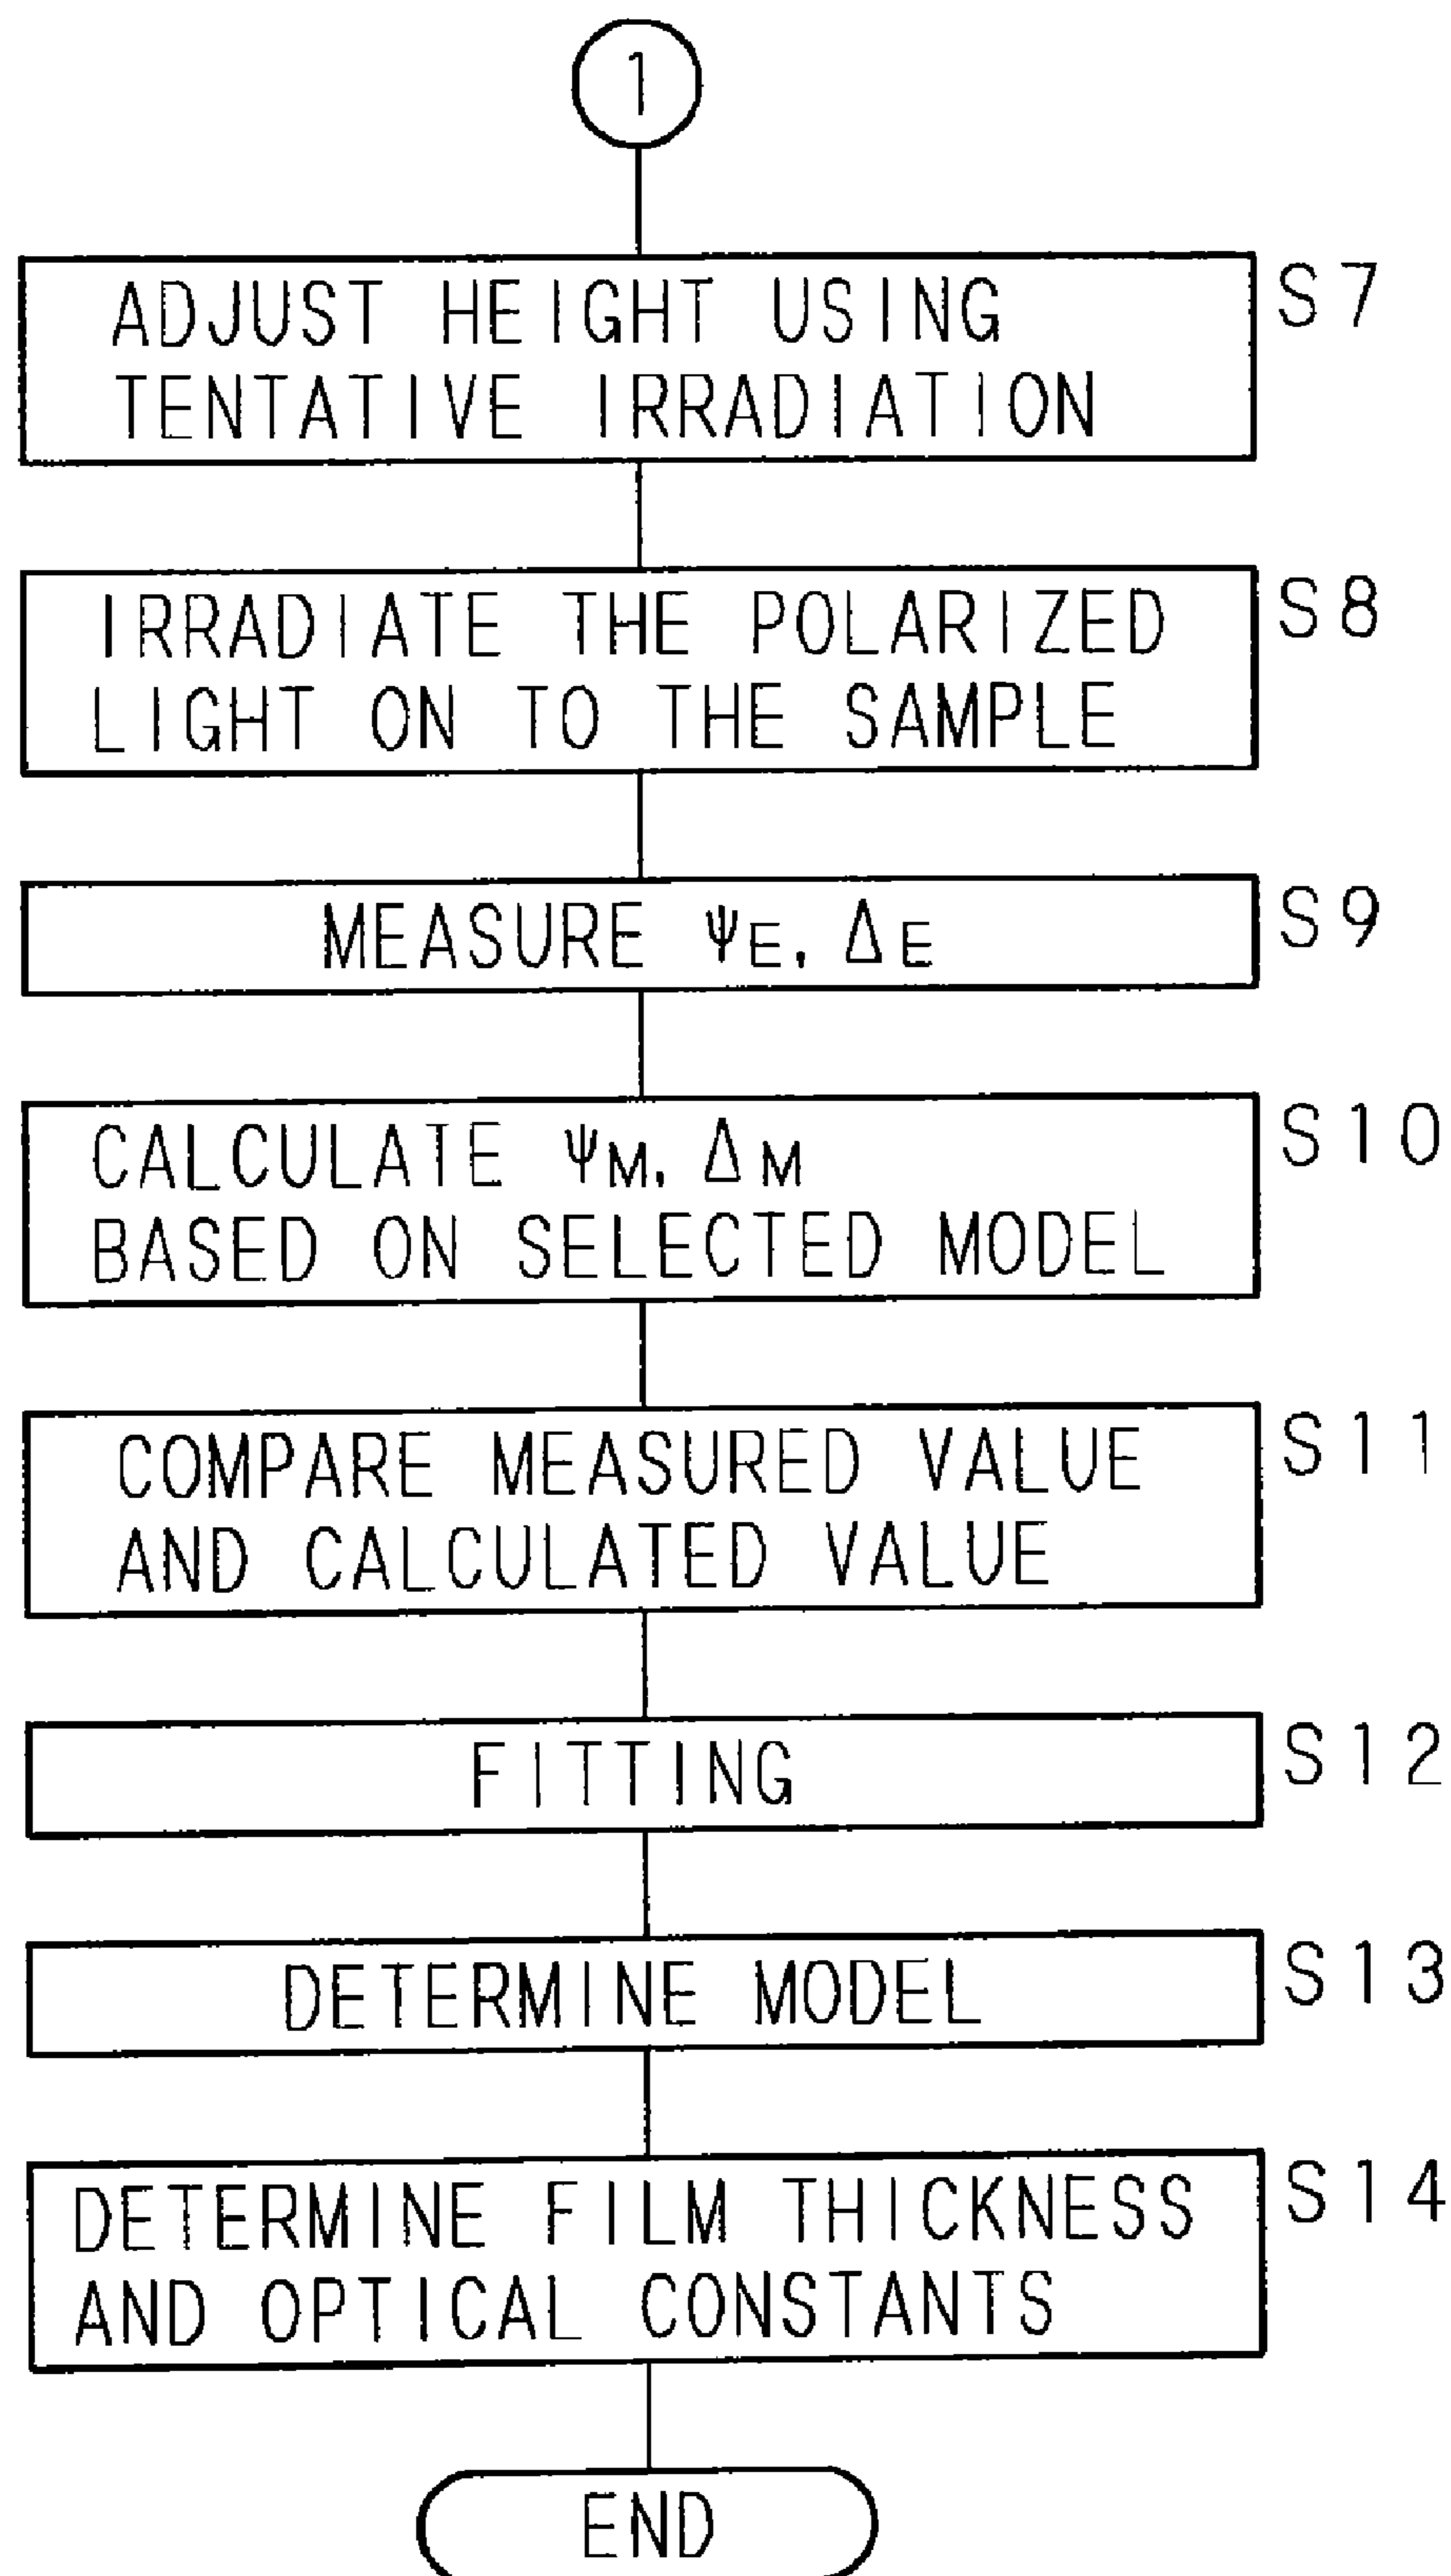 1
ADJUST HEIGHT USING
TENTATIVE IRRADIATION
S7
IRRADIATE THE POLARIZED
LIGHT ON TO THE SAMPLE
S8
MEASURE ψE, ΔE
S9
CALCULATE ψM, ΔM
BASED ON SELECTED MODEL
S10
COMPARE MEASURED VALUE
AND CALCULATED VALUE
S11
FITTING
S12
DETERMINE MODEL
S13
DETERMINE FILM THICKNESS
AND OPTICAL CONSTANTS
S14
END